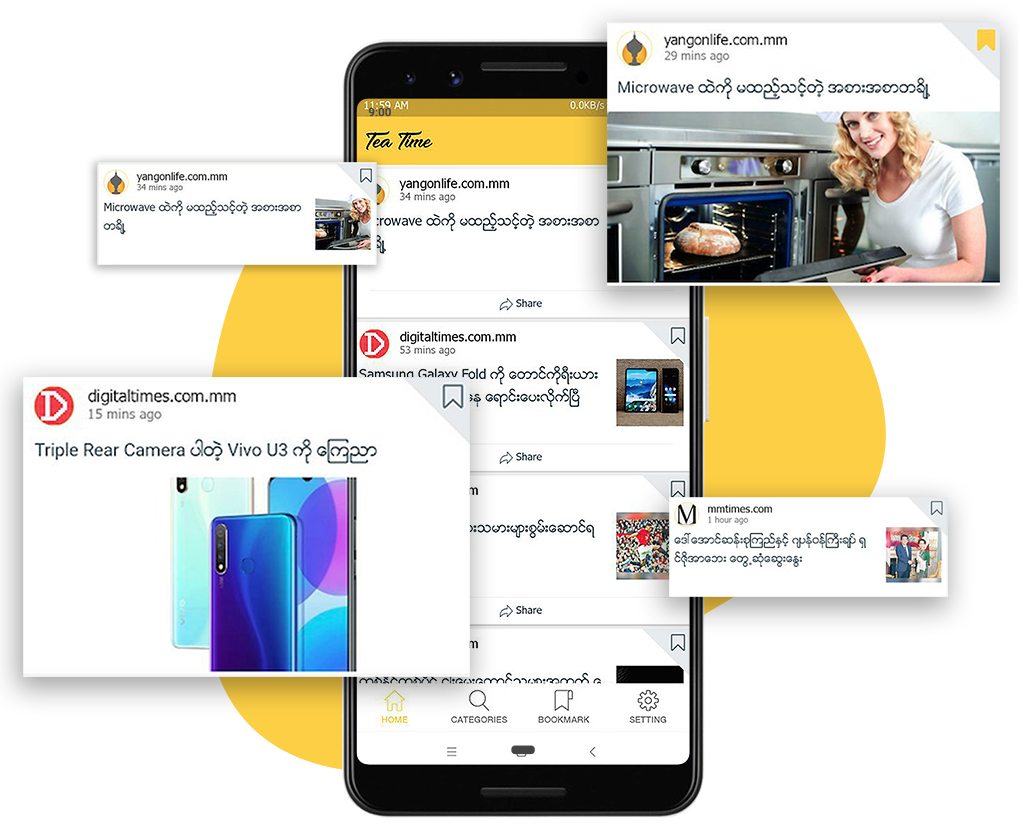 yangonlife.com.mm
29 mins ago
Microwave ထဲကို မထည့်သင့်တဲ့ အစားအစာတချို့
11:59 AM
0.0KB/s
9:00
Tea Time
yangonlife.com.mm
34 mins ago
Microwave ထဲကို မထည့်သင့်တဲ့ အစားအစာ
တချို့
yangonlife.com.mm
34 mins ago
rowave ထဲကို မထည့်သင့်တဲ့ အစားအစာ
Share
digitaltimes.com.mm
53 mins ago
Samsung Galaxy Fold ကို တောင်ကိုရီးယား
နေ့ ရောင်းပေးလိုက်ပြီ
Share
digitaltimes.com.mm
15 mins ago
Triple Rear Camera ပါတဲ့ Vivo U3 ကို ကြေညာ
vivo
m
ားသမားများစွမ်းဆောင်ရ
Share
M
mmtimes.com
1 hour ago
ဒေါ်အောင်ဆန်းစုကြည်နှင့် ဂျပန်ဝန်ကြီးချုပ် ရှ
င်ဇိုအာဘေး တွေ့ဆုံဆွေးနွေး
m
HOME
CATEGORIES
BOOKMARK
SETTING